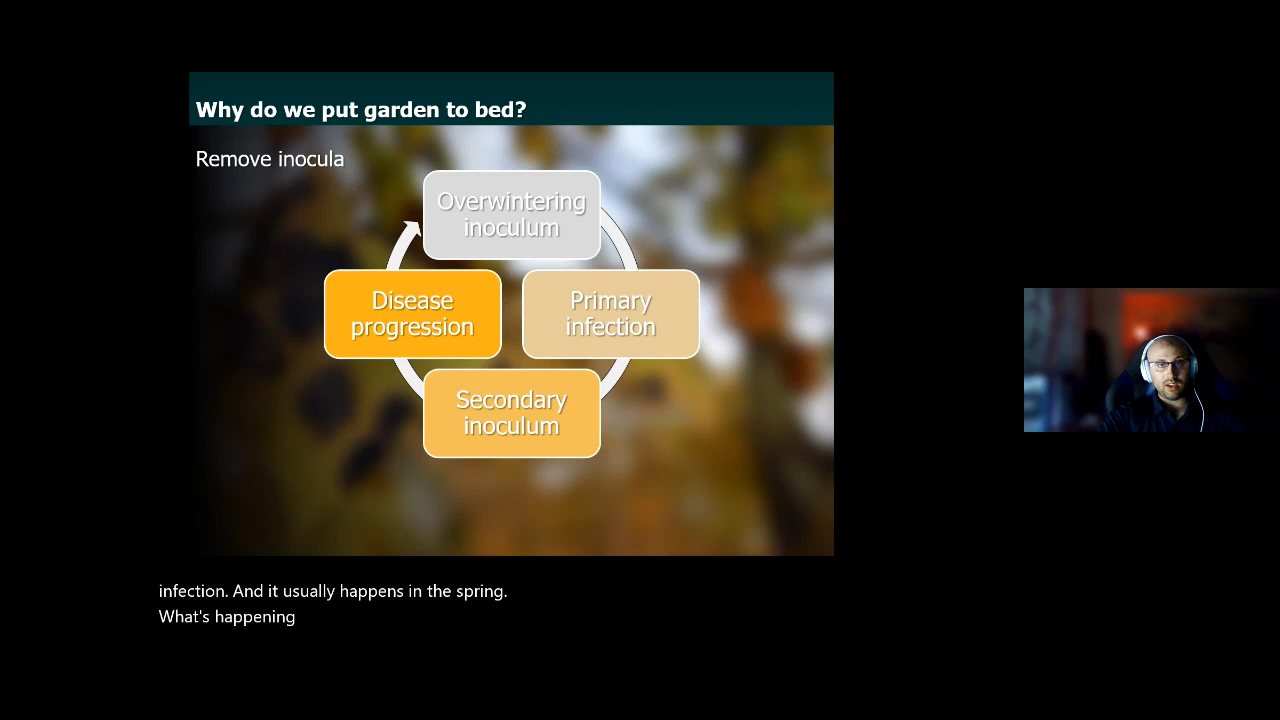 Why do we put garden to bed?
Remove inocula
Overwintering
inoculum
Disease
progression
Primary
infection
Secondary
inoculum
infection. And it usually happens in the spring.
What's happening